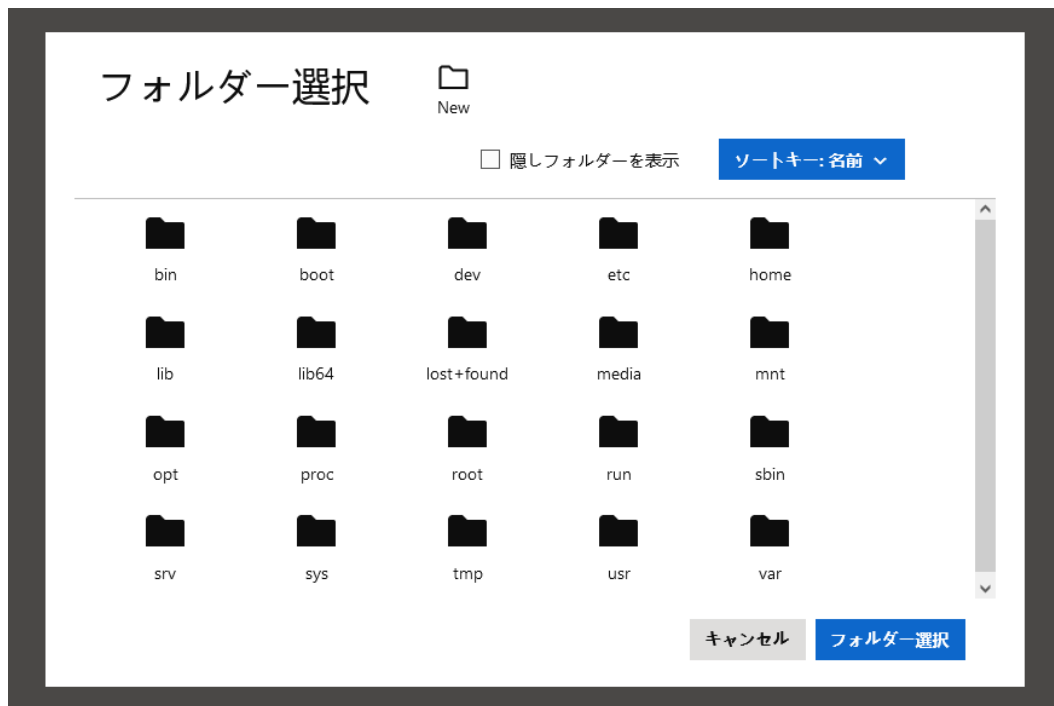 フォルダー選択
New
隠しフォルダーを表示 ソートキー: 名前
bin boot dev etc home
lib lib64 lost+found media mnt
opt proc root run sbin
srv sys tmp usr var
キャンセル フォルダー選択